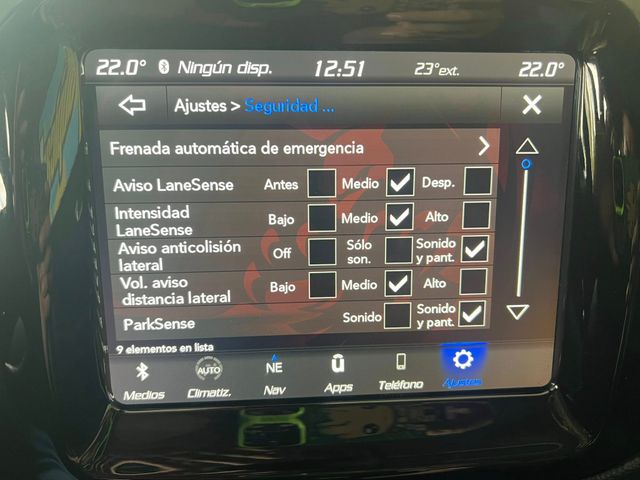 22.0° Ningún disp. 12:51 23°ext. 22.0°
Ajustes > Seguridad ...
Frenada automática de emergencia
Aviso LaneSense Antes Medio Desp.
Intensidad
LaneSense Bajo Medio Alto
Aviso anticolisión
lateral Off Sólo
son. Sonido
y pant.
Vol. aviso
distancia lateral Bajo Medio Alto
ParkSense Sonido Sonido
y pant.
9 elementos en lista
AUTO NE u
Medios Climatiz. Nav Apps Teléfono Ajustes